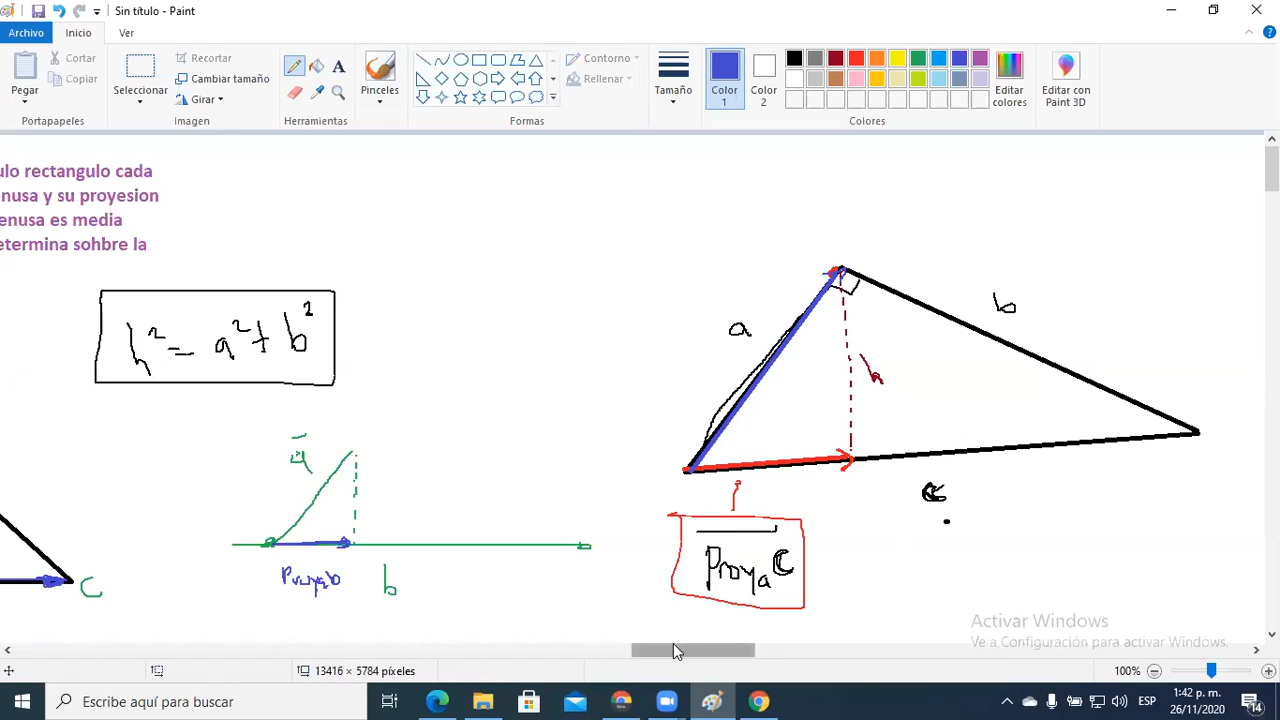 Sin título - Paint
Archivo Inicio Ver
Pegar
Cortar
Copiar
Portapapeles
Seleccionar
Recortar
Cambiar tamaño
Girar
Imagen
A
Herramientas
Pinceles
Contorno
Rellenar
Formas
Tamaño
Color 1
Color 2
Editar colores
Colores
Editar con Paint 3D
ulo rectangulo cada
nusa y su proyesion
enusa es media
etermina sohbre la
h² = a² + b²
a
b
h
c
a
Proyab
b
C
Proya C
Activar Windows
Ve a Configuración para activar Windows.
13416 × 5784 píxeles
100%
Escribe aquí para buscar
ESP
1:42 p. m.
26/11/2020
14